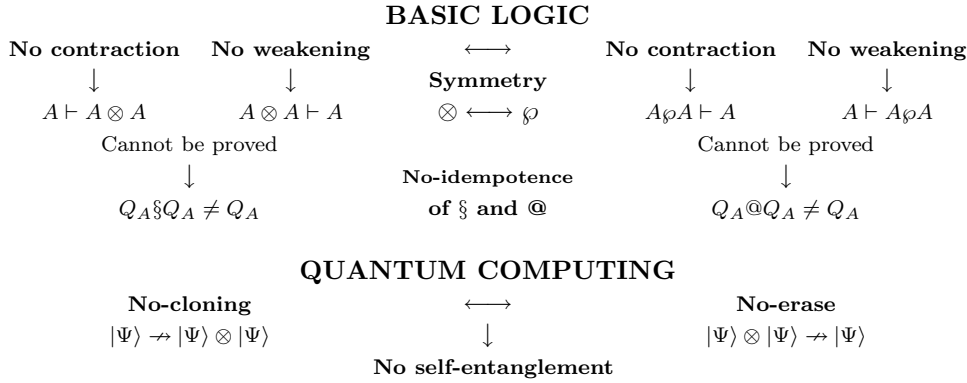 BASIC LOGIC
No contraction No weakening ⟷ No contraction No weakening
↓ ↓ Symmetry ↓ ↓
A ⊢ A ⊗ A A ⊗ A ⊢ A ⊗ ⟷ ℘ A℘A ⊢ A A ⊢ A℘A
Cannot be proved Cannot be proved
↓ No-idempotence ↓
Q_A§Q_A ≠ Q_A of § and @ Q_A@Q_A ≠ Q_A
QUANTUM COMPUTING
No-cloning ⟷ No-erase
|Ψ⟩ ↛ |Ψ⟩ ⊗ |Ψ⟩ ↓ |Ψ⟩ ⊗ |Ψ⟩ ↛ |Ψ⟩
No self-entanglement